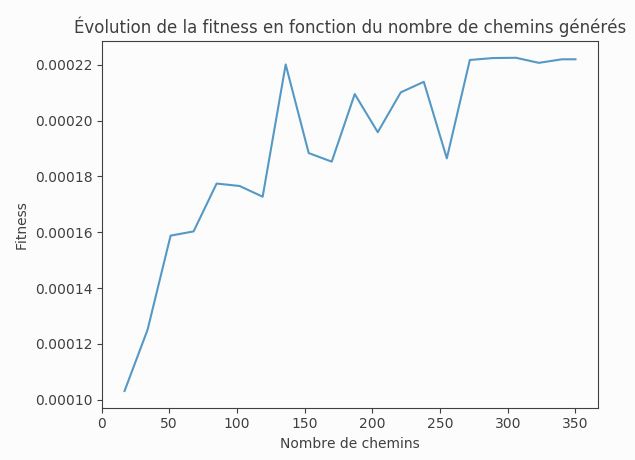 Évolution de la fitness en fonction du nombre de chemins générés
0.00022
0.00020
0.00018
0.00016
0.00014
0.00012
0.00010
Fitness
0 50 100 150 200 250 300 350
Nombre de chemins